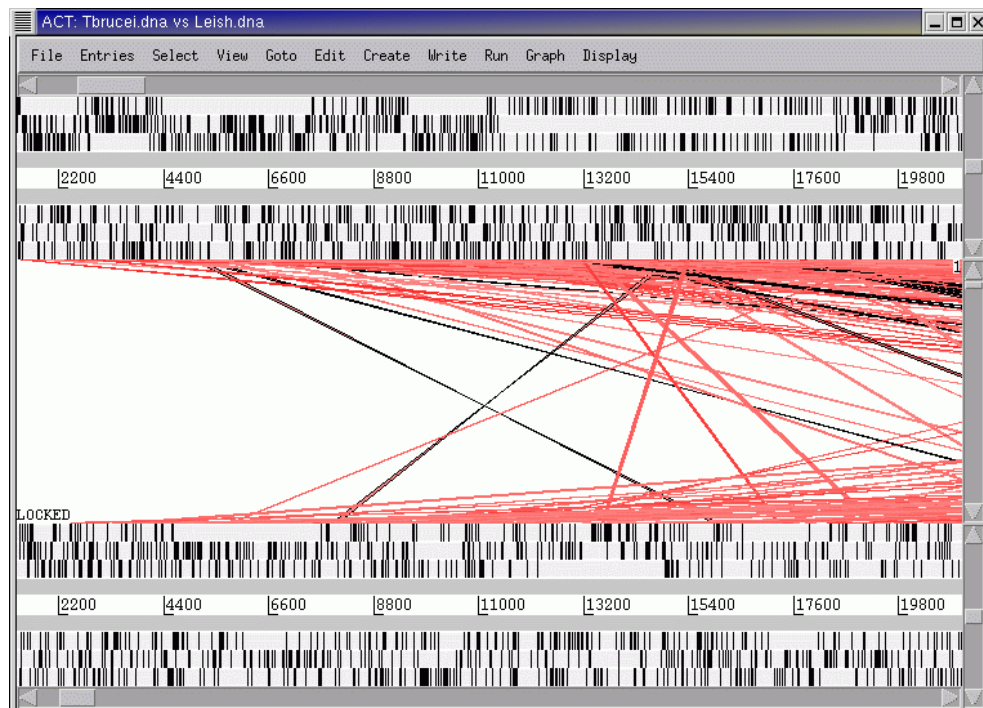 ACT: Tbrucei.dna vs Leish.dna
File Entries Select View Goto Edit Create Write Run Graph Display
2200 4400 6600 8800 11000 13200 15400 17600 19800
1
LOCKED
2200 4400 6600 8800 11000 13200 15400 17600 19800